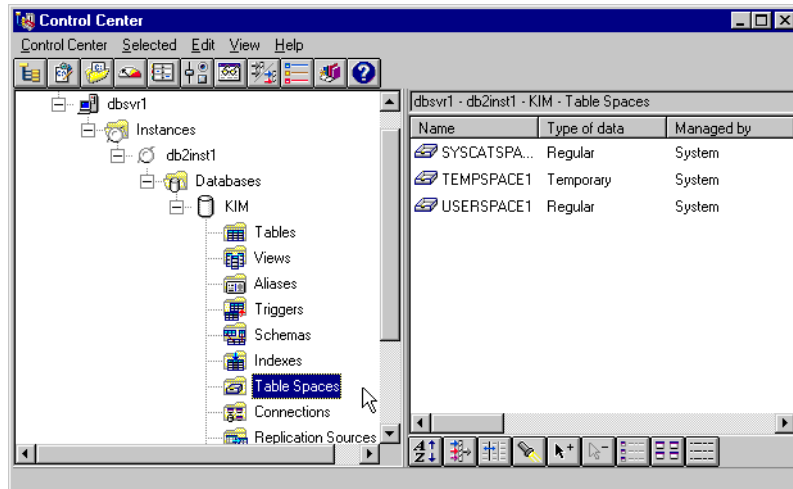 Control Center
Control Center Selected Edit View Help
dbsvr1
Instances
db2inst1
Databases
KIM
Tables
Views
Aliases
Triggers
Schemas
Indexes
Table Spaces
Connections
Replication Sources
dbsvr1 - db2inst1 - KIM - Table Spaces
Name Type of data Managed by
SYSCATSPA... Regular System
TEMPSPACE1 Temporary System
USERSPACE1 Regular System